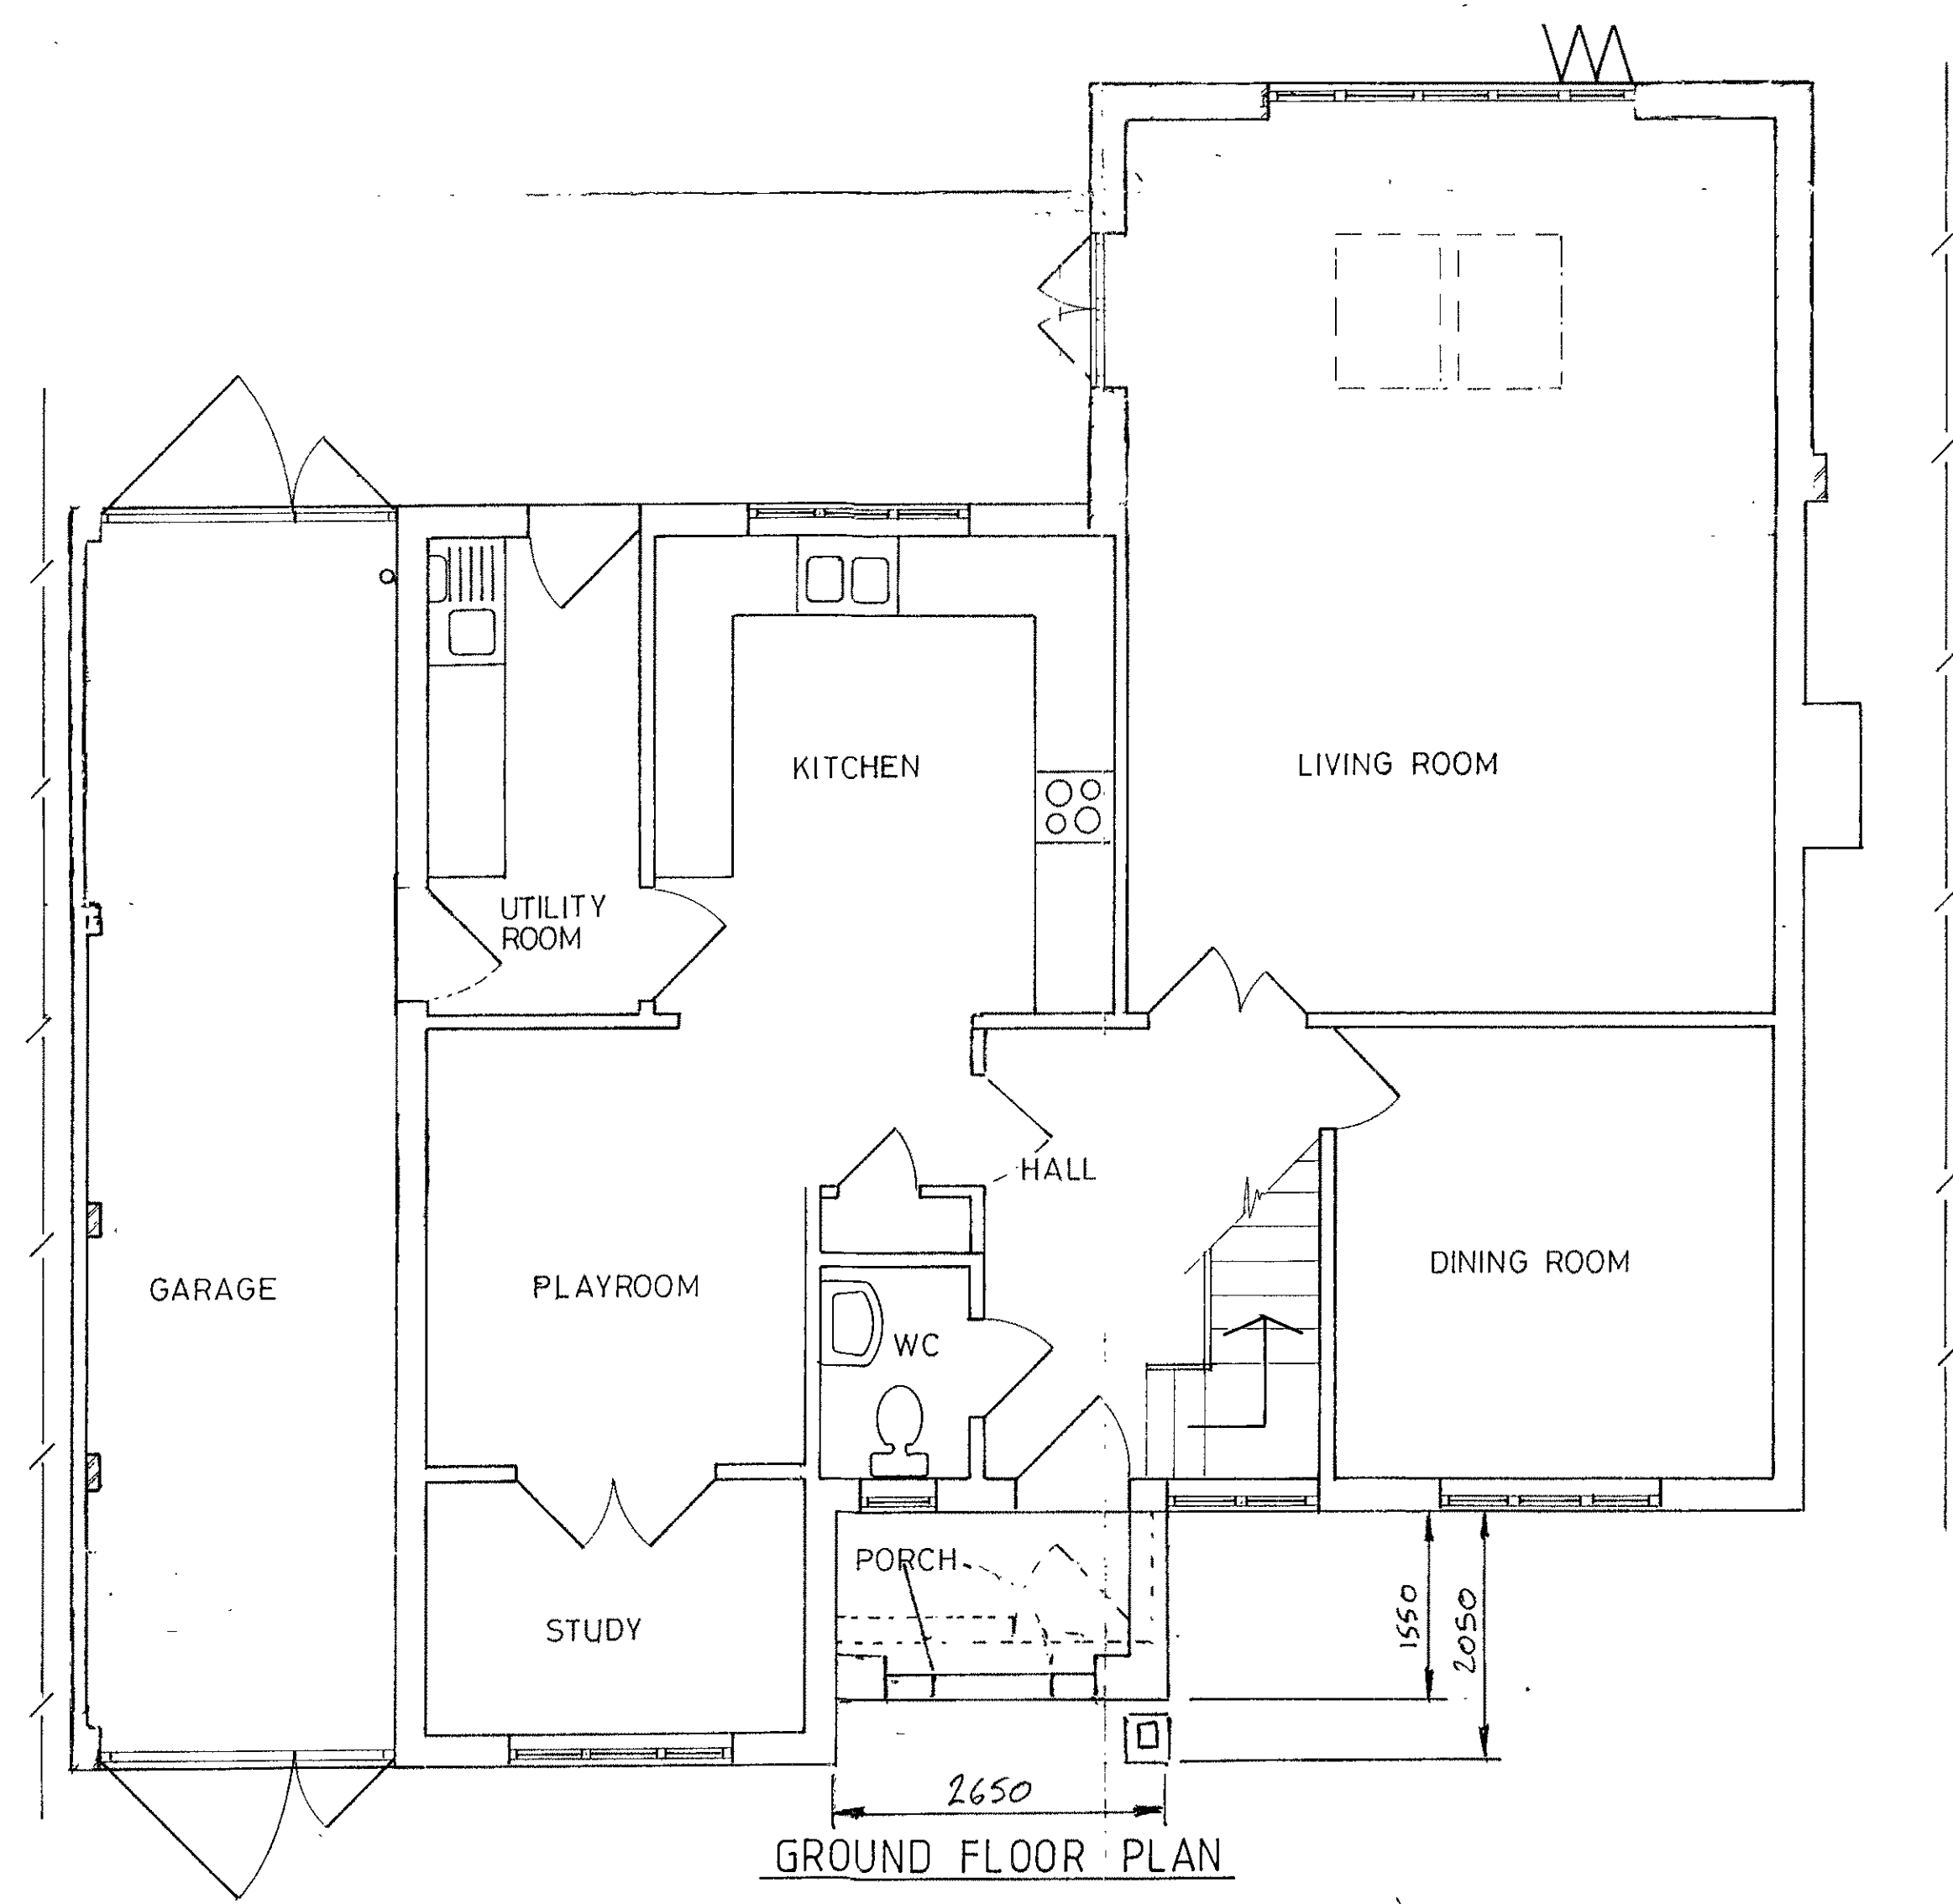 KITCHEN
LIVING ROOM
UTILITY
ROOM
HALL
DINING ROOM
GARAGE
PLAYROOM
WC
PORCH
STUDY
1550
2050
2650
GROUND FLOOR PLAN